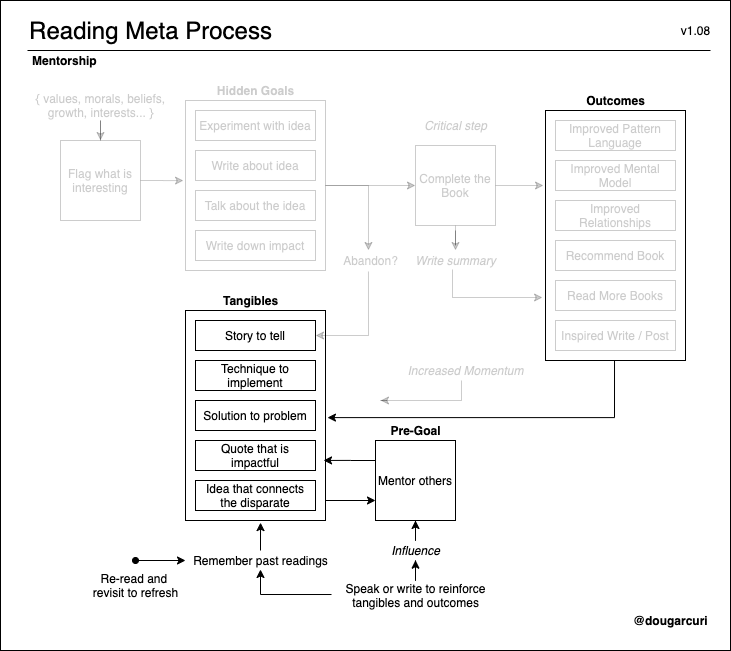 Reading Meta Process
v1.08
Mentorship
{ values, morals, beliefs,
growth, interests... }
Flag what is
interesting
Hidden Goals
Experiment with idea
Write about idea
Talk about the idea
Write down impact
Critical step
Complete the
Book
Abandon?
Write summary
Outcomes
Improved Pattern
Language
Improved Mental
Model
Improved
Relationships
Recommend Book
Read More Books
Inspired Write / Post
Tangibles
Story to tell
Technique to
implement
Solution to problem
Quote that is
impactful
Idea that connects
the disparate
Increased Momentum
Pre-Goal
Mentor others
Influence
Remember past readings
Re-read and
revisit to refresh
Speak or write to reinforce
tangibles and outcomes
@dougarcuri